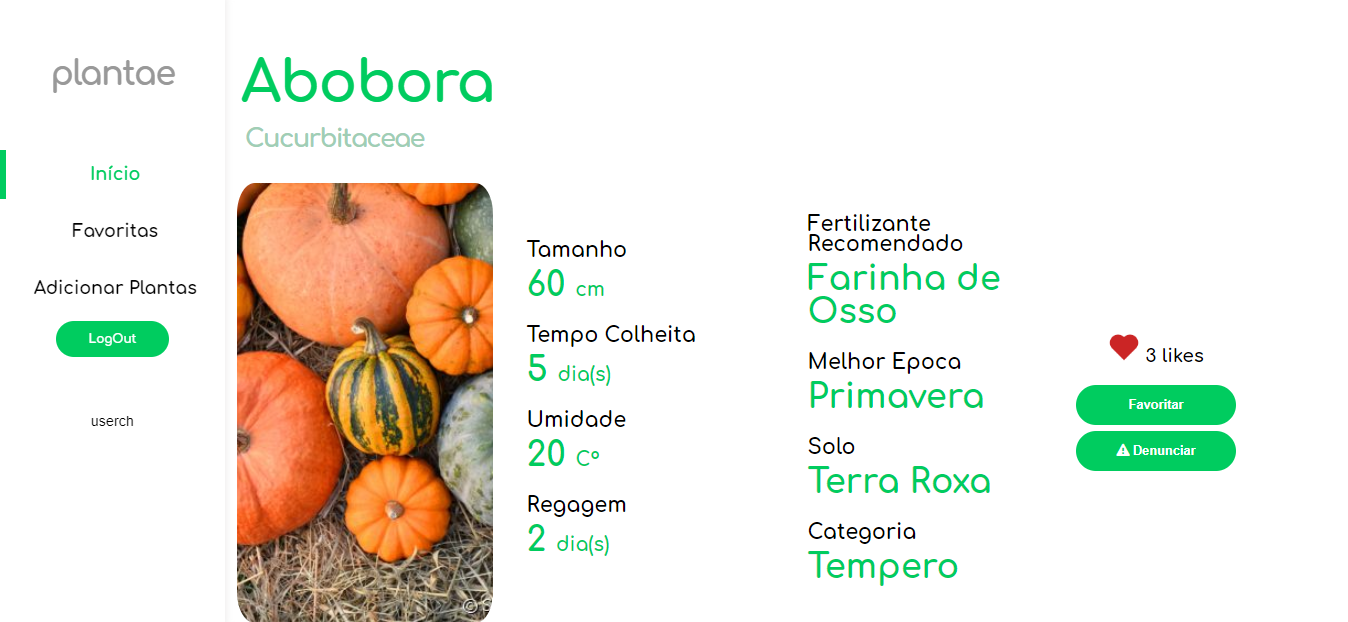 plantae
Início
Favoritas
Adicionar Plantas
LogOut
userch
Abobora
Cucurbitaceae
Tamanho
60 cm
Tempo Colheita
5 dia(s)
Umidade
20 Cº
Regagem
2 dia(s)
Fertilizante
Recomendado
Farinha de
Osso
Melhor Epoca
Primavera
Solo
Terra Roxa
Categoria
Tempero
3 likes
Favoritar
Denunciar